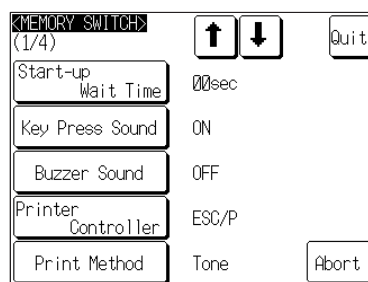 <MEMORY SWITCH>
(1/4)
Quit
Start-up
Wait Time
00sec
Key Press Sound
ON
Buzzer Sound
OFF
Printer
Controller
ESC/P
Print Method
Tone
Abort